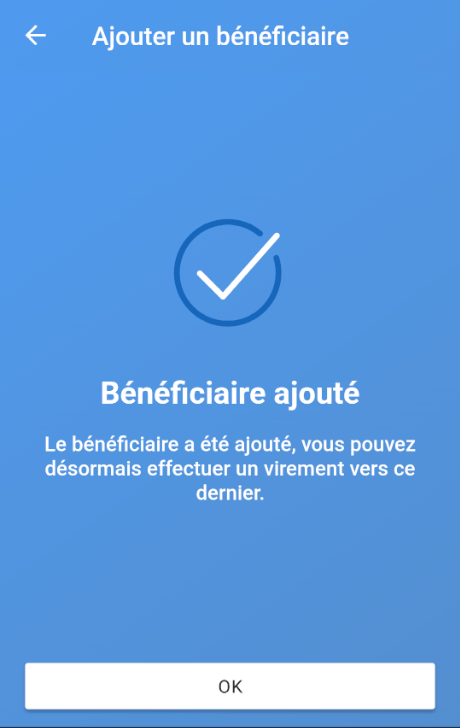 Ajouter un bénéficiaire
Bénéficiaire ajouté
Le bénéficiaire a été ajouté, vous pouvez
désormais effectuer un virement vers ce
dernier.
OK